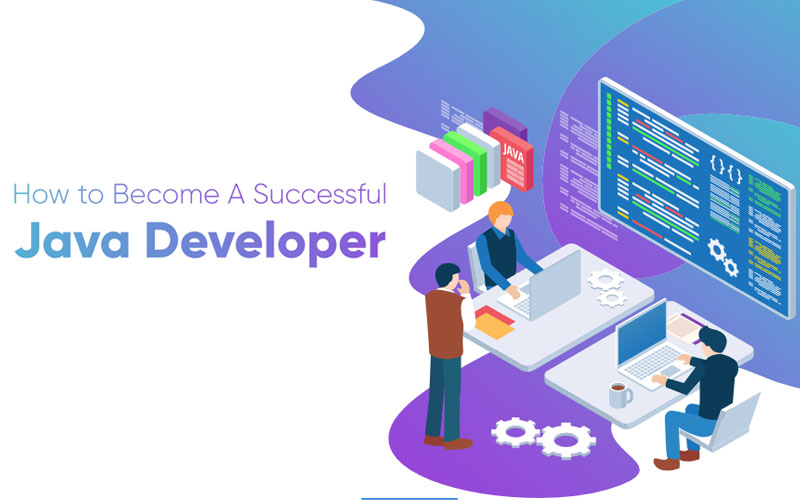 How to Become A Successful
Java Developer
JAVA
{ } { }